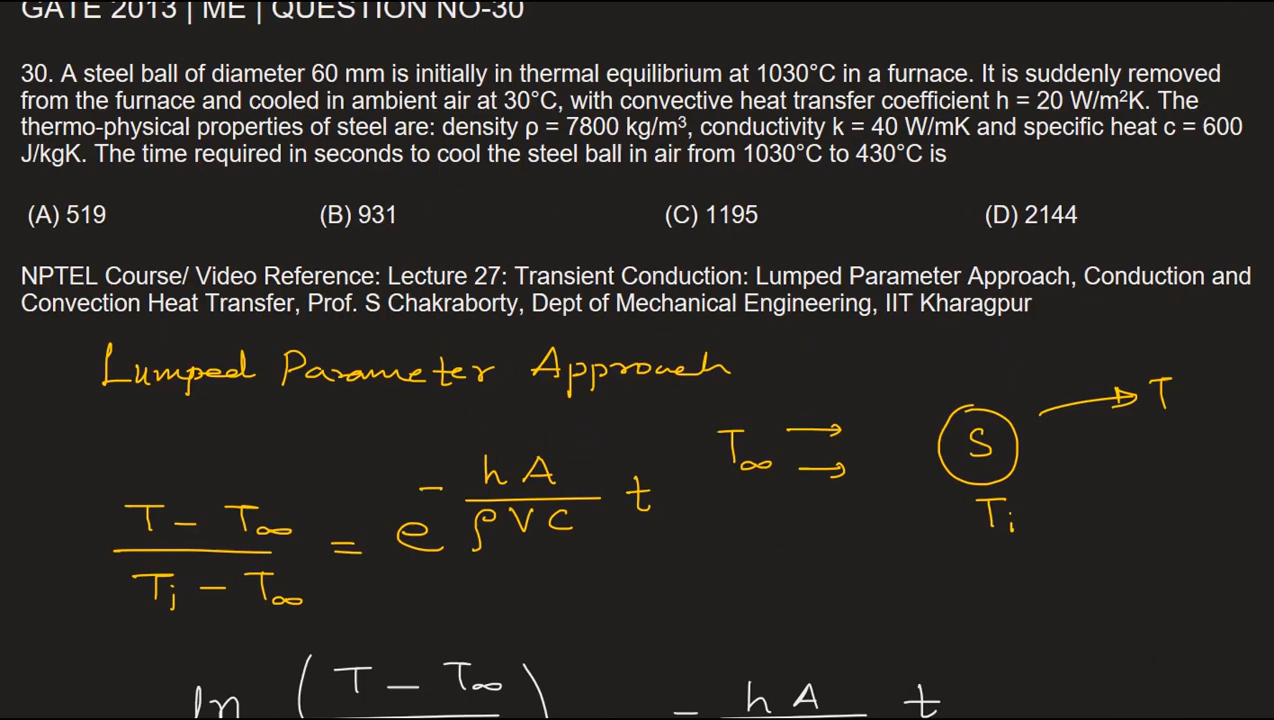 GATE 2013 | ME | QUESTION NO-30
30. A steel ball of diameter 60 mm is initially in thermal equilibrium at 1030°C in a furnace. It is suddenly removed
from the furnace and cooled in ambient air at 30°C, with convective heat transfer coefficient h = 20 W/m²K. The
thermo-physical properties of steel are: density ρ = 7800 kg/m³, conductivity k = 40 W/mK and specific heat c = 600
J/kgK. The time required in seconds to cool the steel ball in air from 1030°C to 430°C is
(A) 519 (B) 931 (C) 1195 (D) 2144
NPTEL Course/ Video Reference: Lecture 27: Transient Conduction: Lumped Parameter Approach, Conduction and
Convection Heat Transfer, Prof. S Chakraborty, Dept of Mechanical Engineering, IIT Kharagpur
Lumped Parameter Approach
T∞ → → S → T
Ti
T - T∞ / Ti - T∞ = e^(- hA / ρVC t)
ln ( T - T∞ ) - hA t